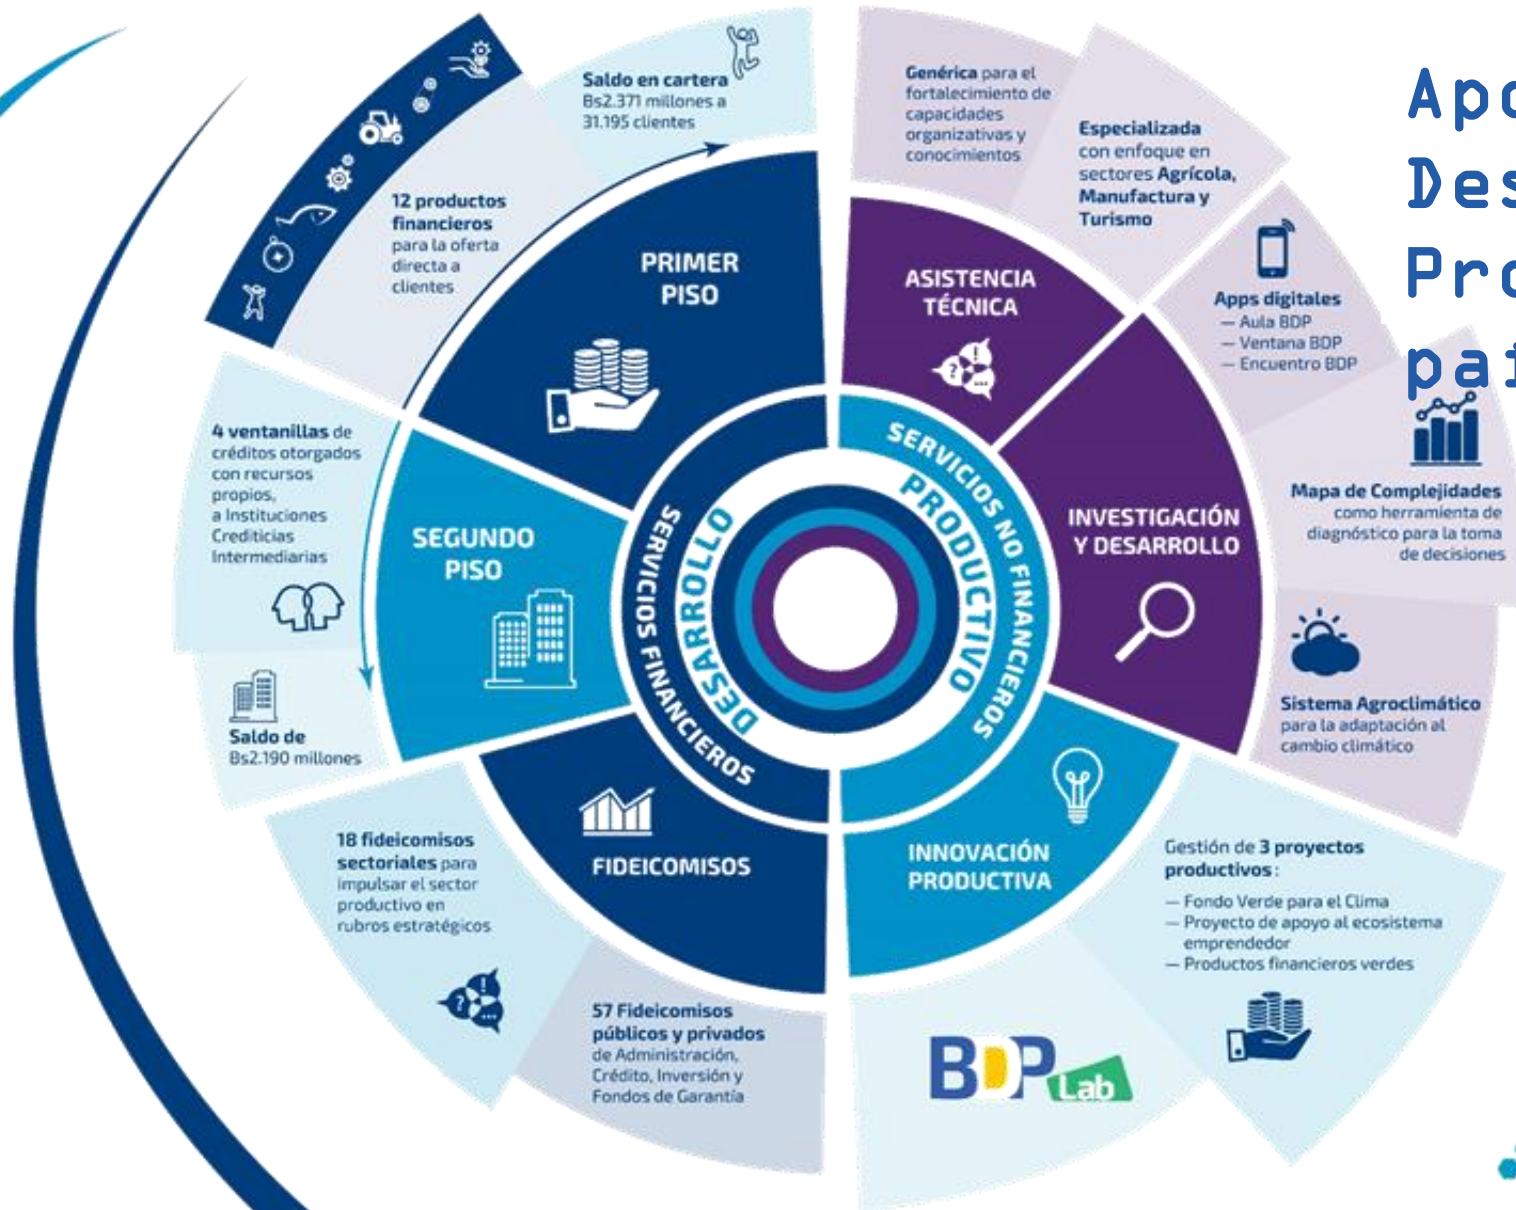 Saldo en cartera
Bs2.371 millones a
31.195 clientes
12 productos
financieros
para la oferta
directa a
clientes
PRIMER
PISO
4 ventanillas de
créditos otorgados
con recursos
propios,
a Instituciones
Crediticias
Intermediarias
SEGUNDO
PISO
Saldo de
Bs2.190 millones
18 fideicomisos
sectoriales para
impulsar el sector
productivo en
rubros estratégicos
FIDEICOMISOS
57 Fideicomisos
públicos y privados
de Administración,
Crédito, Inversión y
Fondos de Garantía
SERVICIOS FINANCIEROS
DESARROLLO
PRODUCTIVO
SERVICIOS NO FINANCIEROS
Genérica para el
fortalecimiento de
capacidades
organizativas y
conocimientos
Especializada
con enfoque en
sectores Agrícola,
Manufactura y
Turismo
ASISTENCIA
TÉCNICA
Apps digitales
— Aula BDP
— Ventana BDP
— Encuentro BDP
INVESTIGACIÓN
Y DESARROLLO
Mapa de Complejidades
como herramienta de
diagnóstico para la toma
de decisiones
Sistema Agroclimático
para la adaptación al
cambio climático
INNOVACIÓN
PRODUCTIVA
Gestión de 3 proyectos
productivos:
— Fondo Verde para el Clima
— Proyecto de apoyo al ecosistema
emprendedor
— Productos financieros verdes
BDP Lab